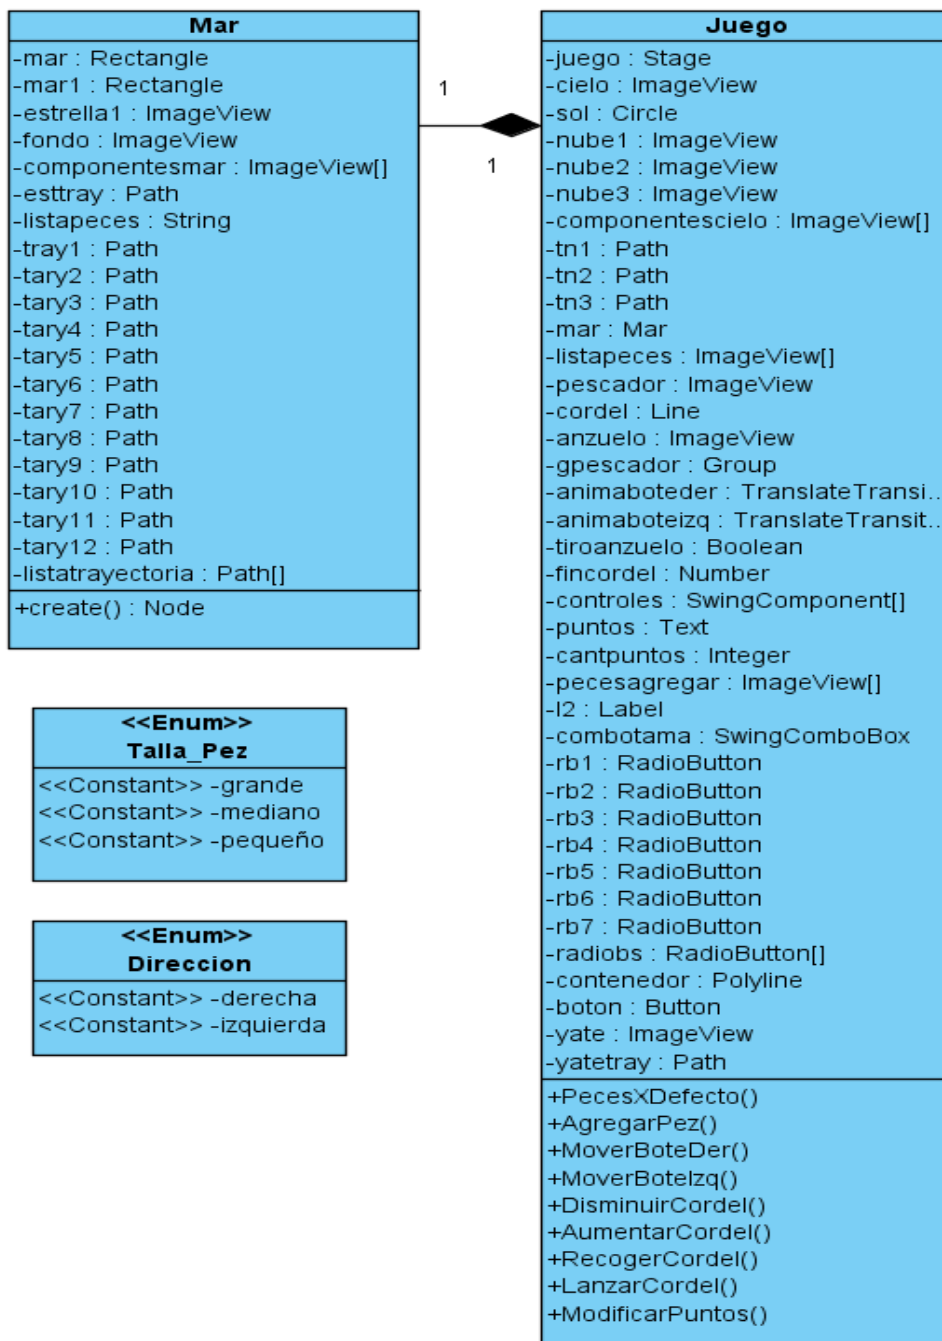 Mar
-mar : Rectangle
-mar1 : Rectangle
-estrella1 : ImageView
-fondo : ImageView
-componentesmar : ImageView[]
-esttray : Path
-listapeces : String
-tray1 : Path
-tary2 : Path
-tary3 : Path
-tary4 : Path
-tary5 : Path
-tary6 : Path
-tary7 : Path
-tary8 : Path
-tary9 : Path
-tary10 : Path
-tary11 : Path
-tary12 : Path
-listatrayectoria : Path[]
+create() : Node
1
1
Juego
-juego : Stage
-cielo : ImageView
-sol : Circle
-nube1 : ImageView
-nube2 : ImageView
-nube3 : ImageView
-componentescielo : ImageView[]
-tn1 : Path
-tn2 : Path
-tn3 : Path
-mar : Mar
-listapeces : ImageView[]
-pescador : ImageView
-cordel : Line
-anzuelo : ImageView
-gpescador : Group
-animaboteder : TranslateTransi..
-animaboteizq : TranslateTransit..
-tiroanzuelo : Boolean
-fincordel : Number
-controles : SwingComponent[]
-puntos : Text
-cantpuntos : Integer
-pecesagregar : ImageView[]
-l2 : Label
-combotama : SwingComboBox
-rb1 : RadioButton
-rb2 : RadioButton
-rb3 : RadioButton
-rb4 : RadioButton
-rb5 : RadioButton
-rb6 : RadioButton
-rb7 : RadioButton
-radiobs : RadioButton[]
-contenedor : Polyline
-boton : Button
-yate : ImageView
-yatetray : Path
+PecesXDefecto()
+AgregarPez()
+MoverBoteDer()
+MoverBoteIzq()
+DisminuirCordel()
+AumentarCordel()
+RecogerCordel()
+LanzarCordel()
+ModificarPuntos()
<<Enum>>
Talla_Pez
<<Constant>> -grande
<<Constant>> -mediano
<<Constant>> -pequeño
<<Enum>>
Direccion
<<Constant>> -derecha
<<Constant>> -izquierda